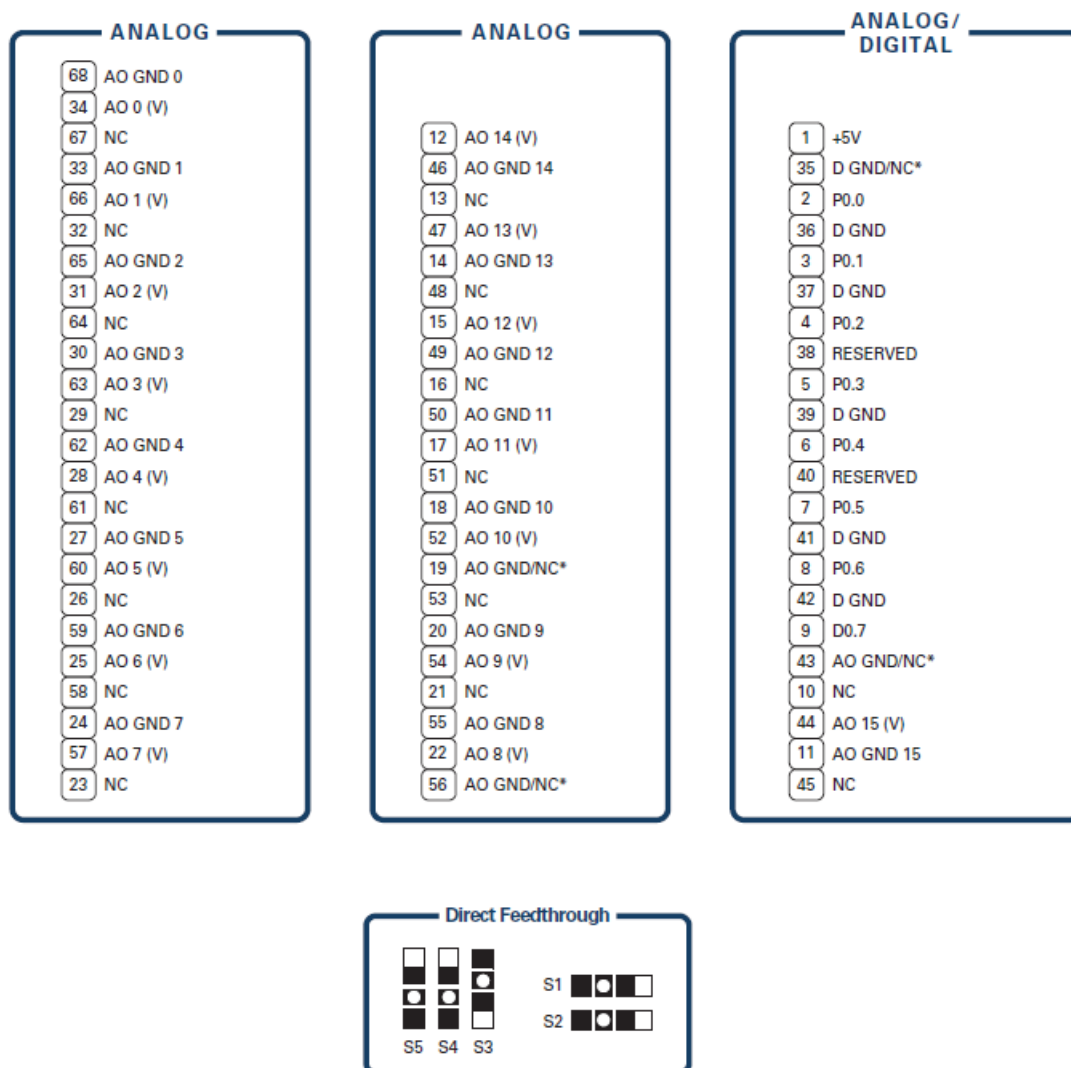 ANALOG
68 AO GND 0
34 AO 0 (V)
67 NC
33 AO GND 1
66 AO 1 (V)
32 NC
65 AO GND 2
31 AO 2 (V)
64 NC
30 AO GND 3
63 AO 3 (V)
29 NC
62 AO GND 4
28 AO 4 (V)
61 NC
27 AO GND 5
60 AO 5 (V)
26 NC
59 AO GND 6
25 AO 6 (V)
58 NC
24 AO GND 7
57 AO 7 (V)
23 NC
ANALOG
12 AO 14 (V)
46 AO GND 14
13 NC
47 AO 13 (V)
14 AO GND 13
48 NC
15 AO 12 (V)
49 AO GND 12
16 NC
50 AO GND 11
17 AO 11 (V)
51 NC
18 AO GND 10
52 AO 10 (V)
19 AO GND/NC*
53 NC
20 AO GND 9
54 AO 9 (V)
21 NC
55 AO GND 8
22 AO 8 (V)
56 AO GND/NC*
ANALOG/
DIGITAL
1 +5V
35 D GND/NC*
2 P0.0
36 D GND
3 P0.1
37 D GND
4 P0.2
38 RESERVED
5 P0.3
39 D GND
6 P0.4
40 RESERVED
7 P0.5
41 D GND
8 P0.6
42 D GND
9 D0.7
43 AO GND/NC*
10 NC
44 AO 15 (V)
11 AO GND 15
45 NC
Direct Feedthrough
S1
S2
S5 S4 S3